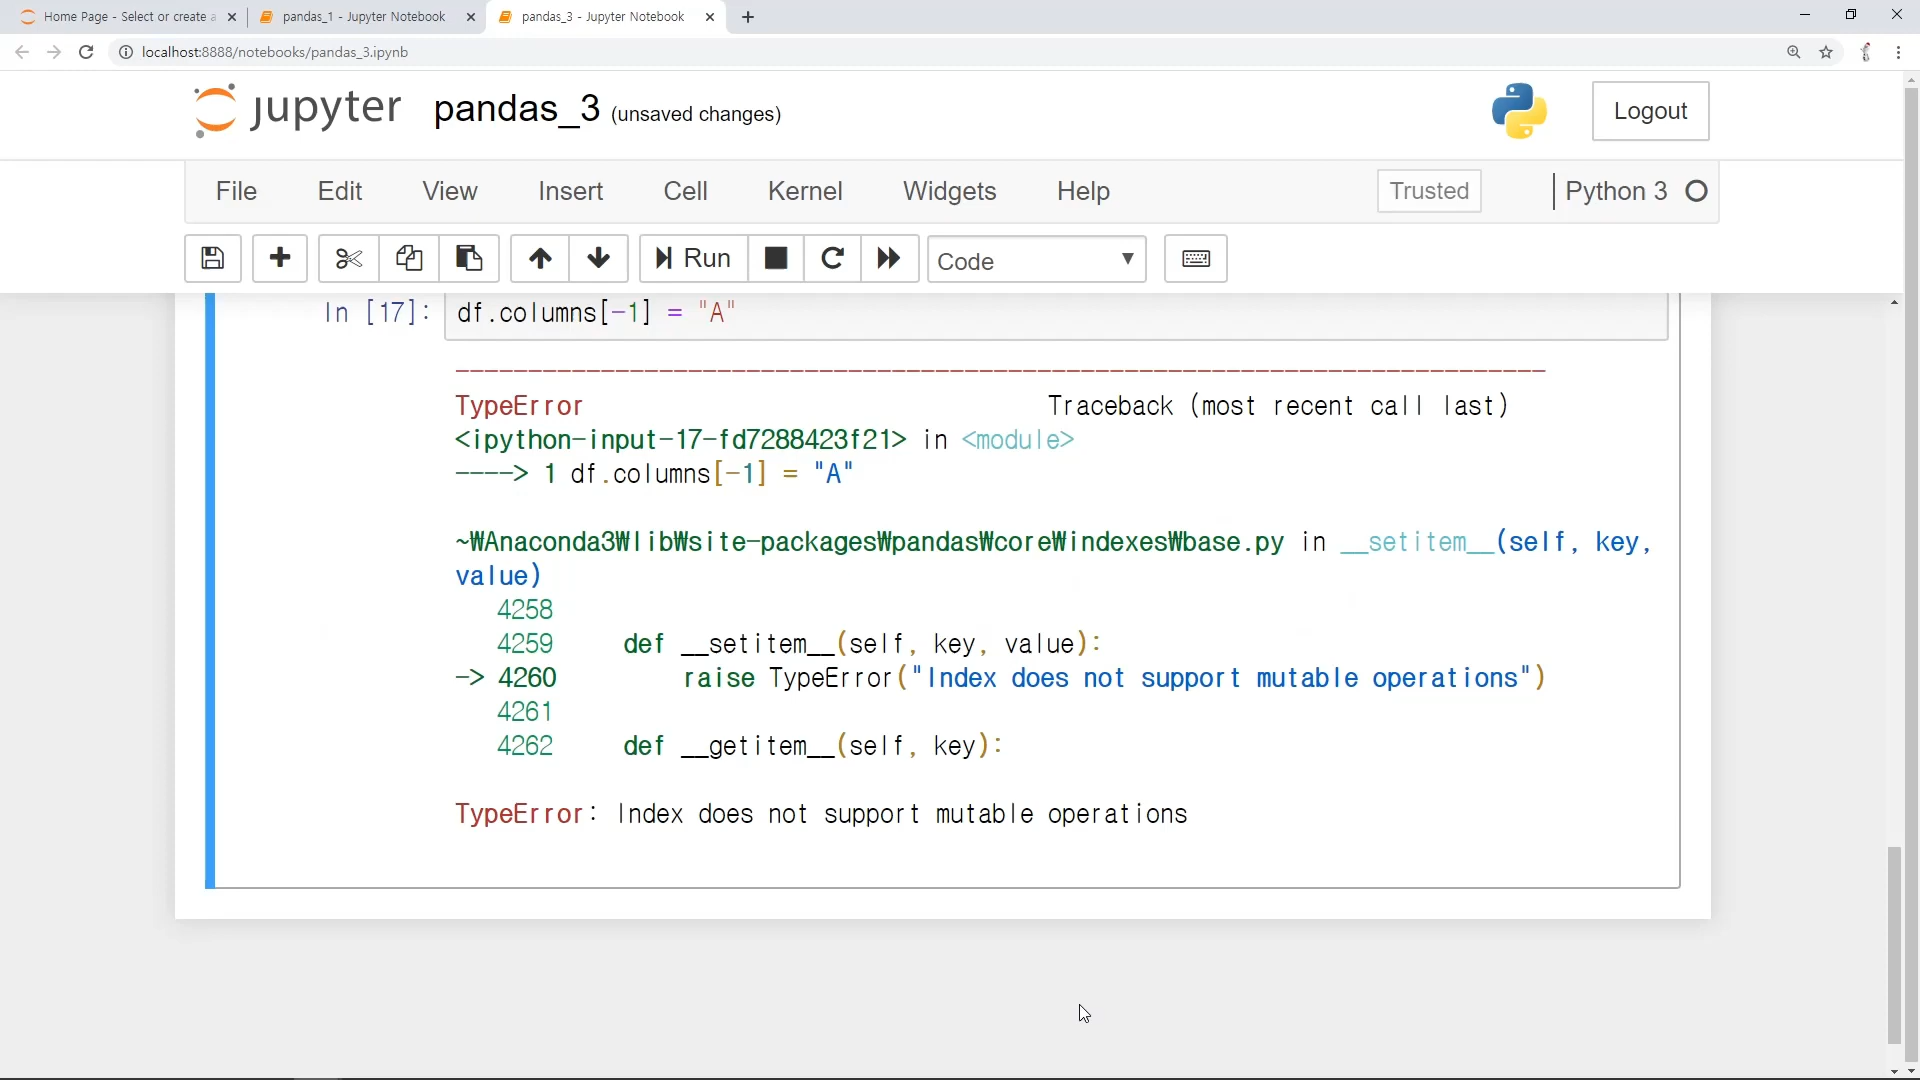 Home Page - Select or create a
pandas_1 - Jupyter Notebook
pandas_3 - Jupyter Notebook
localhost:8888/notebooks/pandas_3.ipynb
jupyter pandas_3 (unsaved changes)
Logout
File Edit View Insert Cell Kernel Widgets Help Trusted Python 3
Run Code
In [17]: df.columns[-1] = "A"
---------------------------------------------------------------------------
TypeError Traceback (most recent call last)
<ipython-input-17-fd7288423f21> in <module>
----> 1 df.columns[-1] = "A"
~₩Anaconda3₩lib₩site-packages₩pandas₩core₩indexes₩base.py in __setitem__(self, key,
value)
4258
4259 def __setitem__(self, key, value):
-> 4260 raise TypeError("Index does not support mutable operations")
4261
4262 def __getitem__(self, key):
TypeError: Index does not support mutable operations